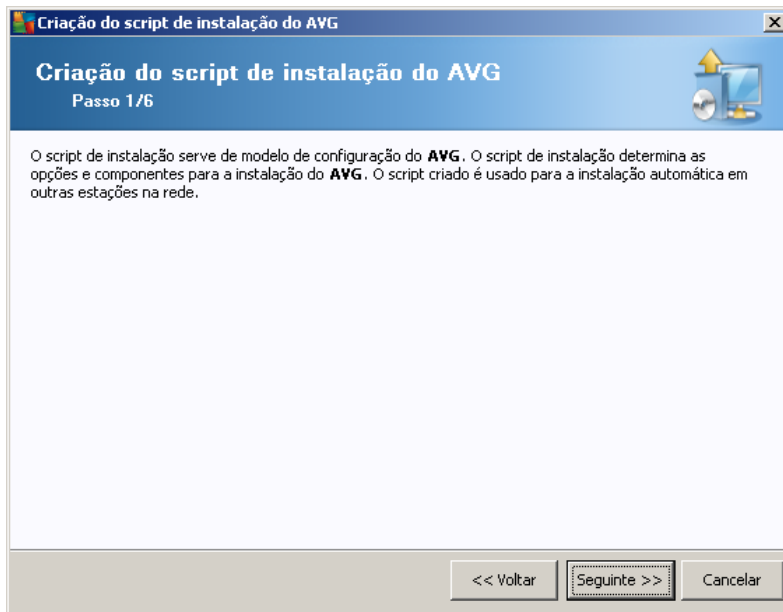 Criação do script de instalação do AVG
Criação do script de instalação do AVG
Passo 1/6
O script de instalação serve de modelo de configuração do AVG. O script de instalação determina as
opções e componentes para a instalação do AVG. O script criado é usado para a instalação automática em
outras estações na rede.
<< Voltar
Seguinte >>
Cancelar